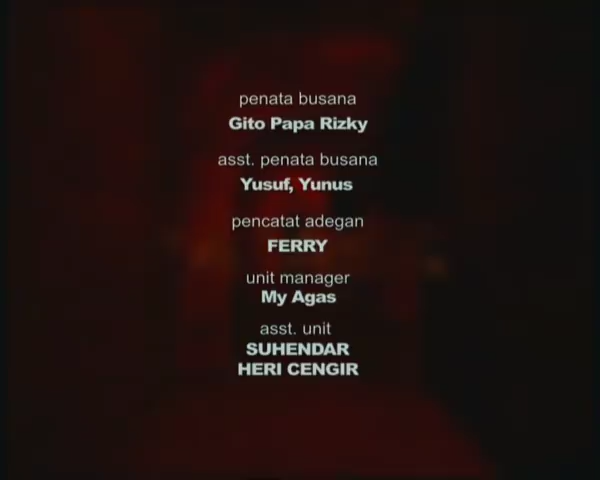 penata busana
Gito Papa Rizky
asst. penata busana
Yusuf, Yunus
pencatat adegan
FERRY
unit manager
My Agas
asst. unit
SUHENDAR
HERI CENGIR